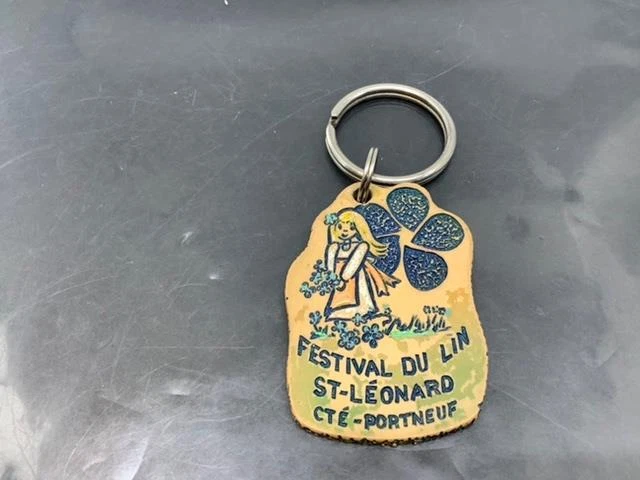 FESTIVAL DU LIN
ST-LÉONARD
CTÉ-PORTNEUF